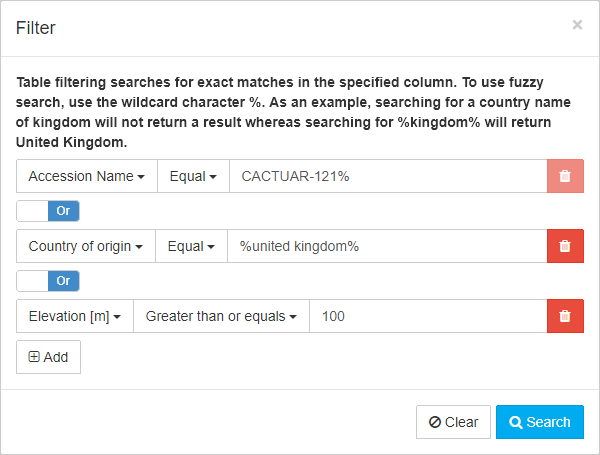 Filter
×
Table filtering searches for exact matches in the specified column. To use fuzzy
search, use the wildcard character %. As an example, searching for a country name
of kingdom will not return a result whereas searching for %kingdom% will return
United Kingdom.
Accession Name Equal CACTUAR-121%
Or
Country of origin Equal %united kingdom%
Or
Elevation [m] Greater than or equals 100
Add
Clear Search